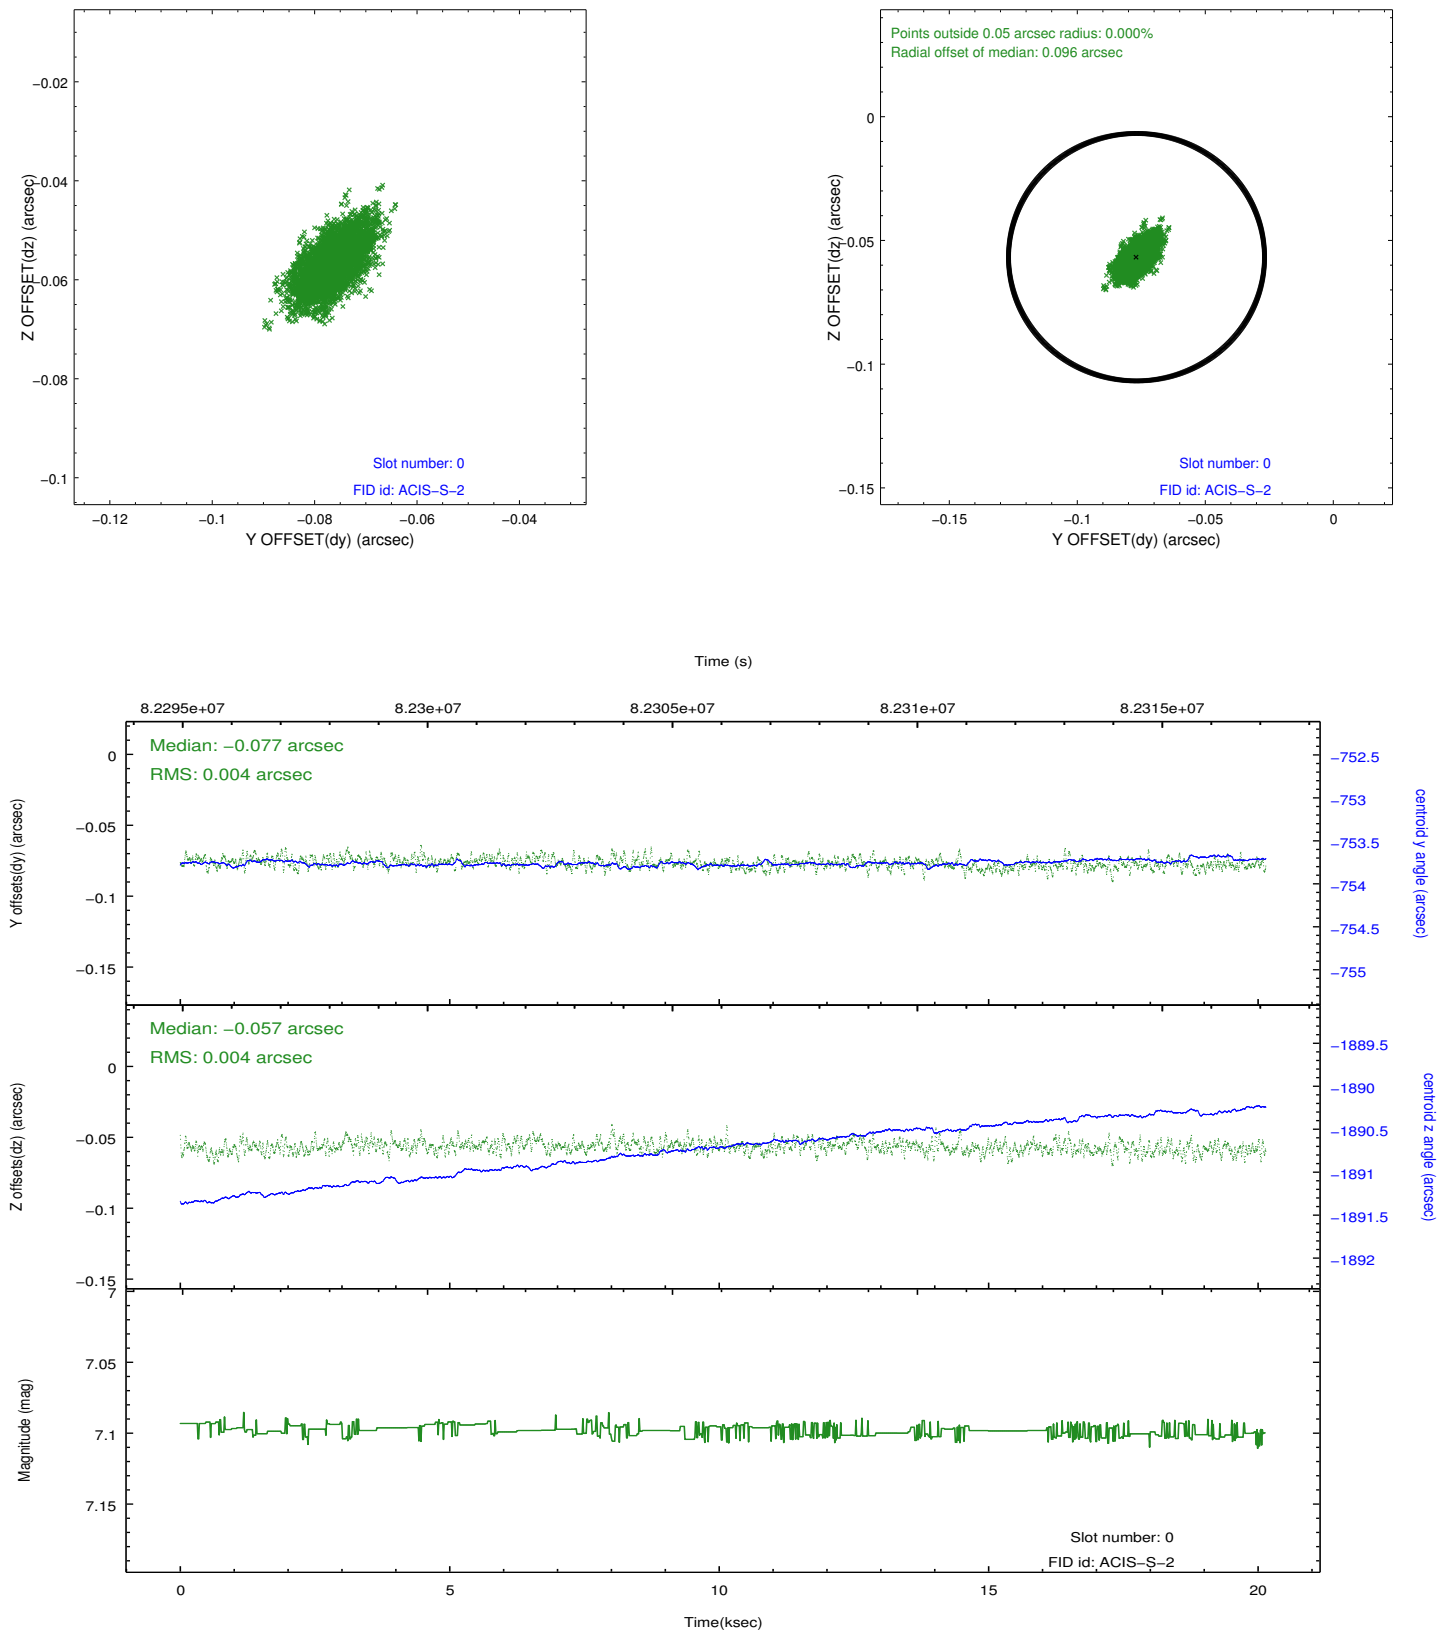 −0.02
−0.04
−0.06
−0.08
−0.1
Z OFFSET(dz) (arcsec)
Slot number: 0
FID id: ACIS−S−2
−0.12
−0.1
−0.08
−0.06
−0.04
Y OFFSET(dy) (arcsec)
Points outside 0.05 arcsec radius: 0.000%
Radial offset of median: 0.096 arcsec
0
−0.05
−0.1
−0.15
Z OFFSET(dz) (arcsec)
Slot number: 0
FID id: ACIS−S−2
−0.15
−0.1
−0.05
0
Y OFFSET(dy) (arcsec)
Time (s)
8.2295e+07
8.23e+07
8.2305e+07
8.231e+07
8.2315e+07
Median: −0.077 arcsec
RMS: 0.004 arcsec
0
−0.05
−0.1
−0.15
Y offsets(dy) (arcsec)
−752.5
−753
−753.5
−754
−754.5
−755
centroid y angle (arcsec)
Median: −0.057 arcsec
RMS: 0.004 arcsec
0
−0.05
−0.1
−0.15
Z offsets(dz) (arcsec)
−1889.5
−1890
−1890.5
−1891
−1891.5
−1892
centroid z angle (arcsec)
7
7.05
7.1
7.15
Magnitude (mag)
Slot number: 0
FID id: ACIS−S−2
0
5
10
15
20
Time(ksec)